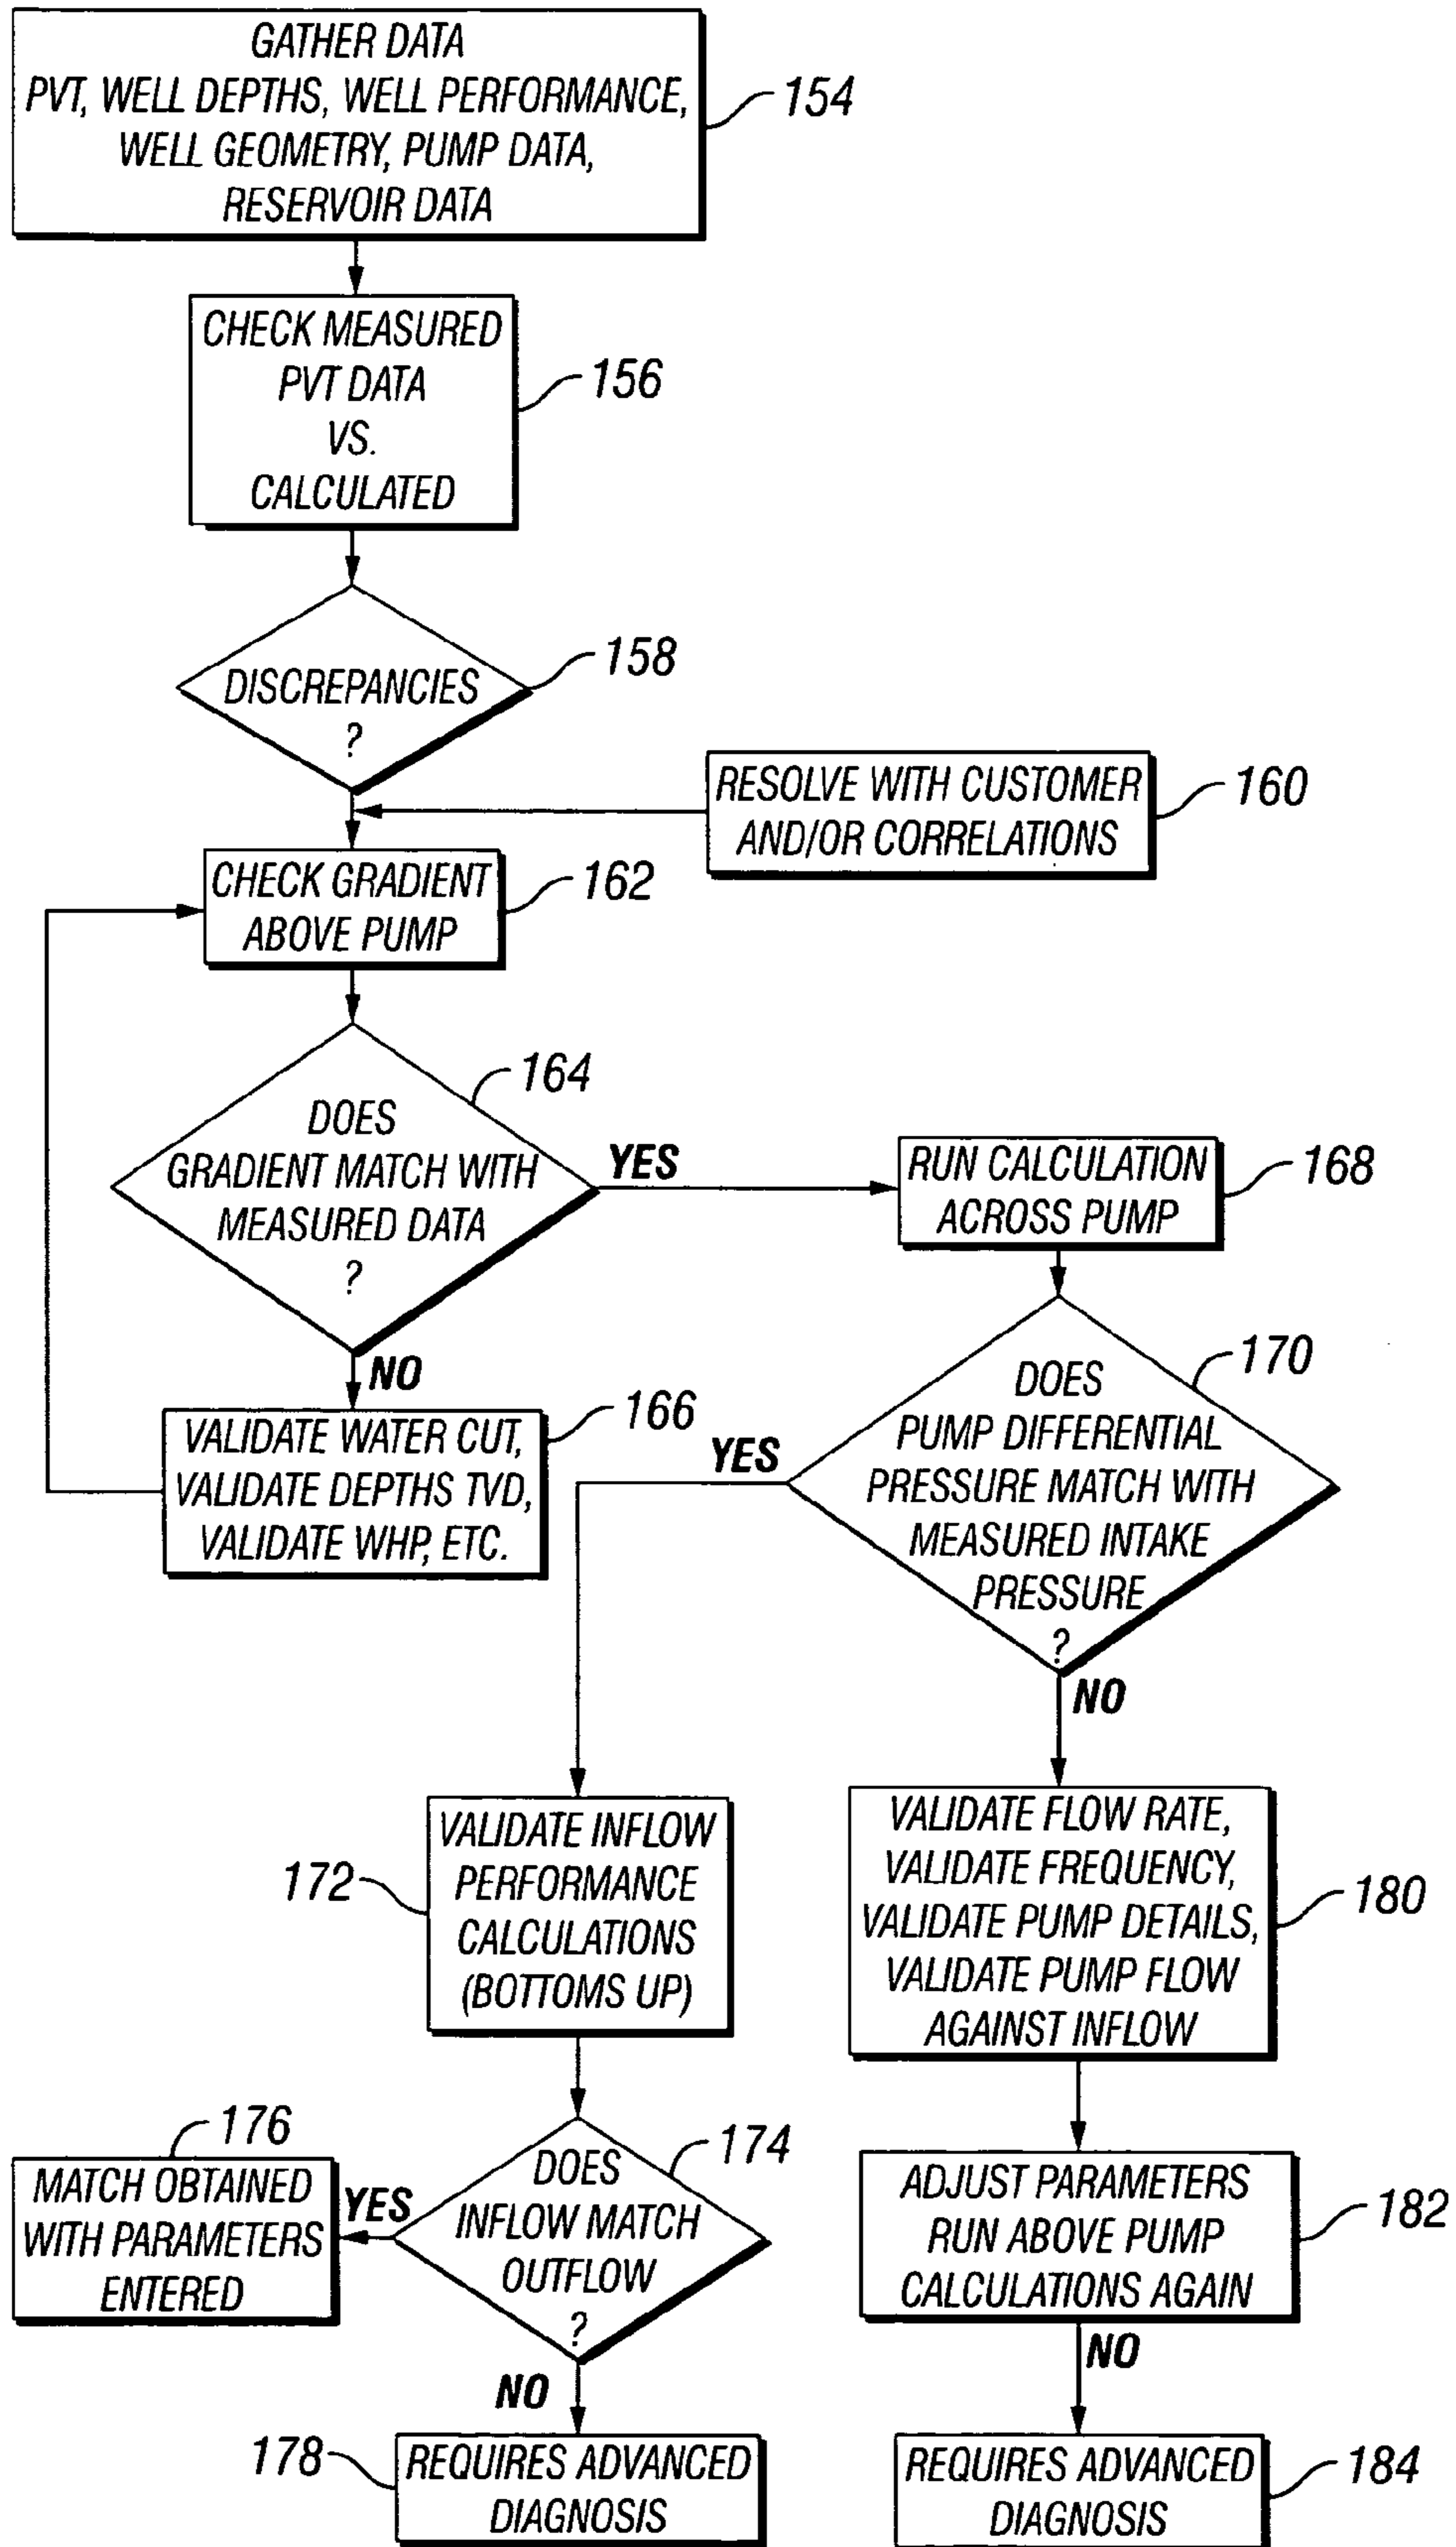 GATHER DATA
PVT, WELL DEPTHS, WELL PERFORMANCE,
WELL GEOMETRY, PUMP DATA,
RESERVOIR DATA
154
CHECK MEASURED
PVT DATA
VS.
CALCULATED
156
DISCREPANCIES
?
158
RESOLVE WITH CUSTOMER
AND/OR CORRELATIONS
160
CHECK GRADIENT
ABOVE PUMP
162
DOES
GRADIENT MATCH WITH
MEASURED DATA
?
164
YES
NO
RUN CALCULATION
ACROSS PUMP
168
VALIDATE WATER CUT,
VALIDATE DEPTHS TVD,
VALIDATE WHP, ETC.
166
DOES
PUMP DIFFERENTIAL
PRESSURE MATCH WITH
MEASURED INTAKE
PRESSURE
?
170
YES
NO
VALIDATE INFLOW
PERFORMANCE
CALCULATIONS
(BOTTOMS UP)
172
VALIDATE FLOW RATE,
VALIDATE FREQUENCY,
VALIDATE PUMP DETAILS,
VALIDATE PUMP FLOW
AGAINST INFLOW
180
DOES
INFLOW MATCH
OUTFLOW
?
174
YES
NO
176
MATCH OBTAINED
WITH PARAMETERS
ENTERED
ADJUST PARAMETERS
RUN ABOVE PUMP
CALCULATIONS AGAIN
182
NO
178
REQUIRES ADVANCED
DIAGNOSIS
REQUIRES ADVANCED
DIAGNOSIS
184